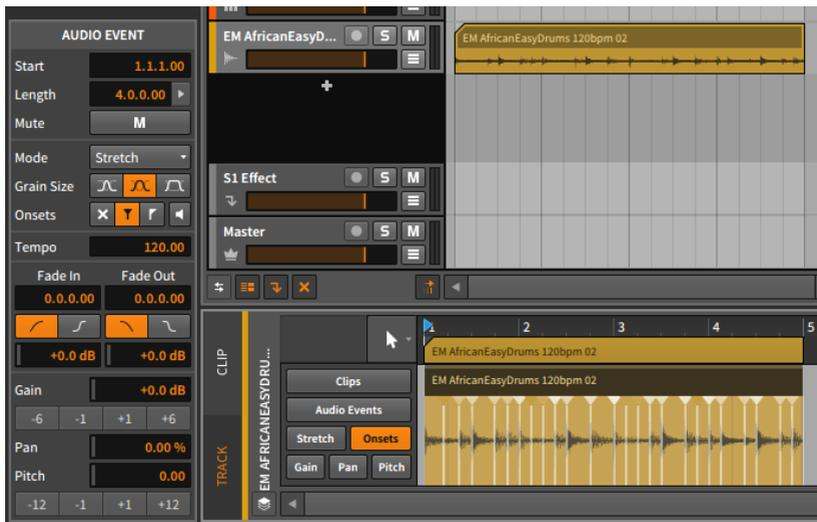 AUDIO EVENT
Start 1.1.1.00
Length 4.0.0.00
Mute M
Mode Stretch
Grain Size
Onsets
Tempo 120.00
Fade In Fade Out
0.0.0.00 0.0.0.00
+0.0 dB +0.0 dB
Gain +0.0 dB
-6 -1 +1 +6
Pan 0.00 %
Pitch 0.00
-12 -1 +1 +12
EM AfricanEasyD... S M
EM AfricanEasyDrums 120bpm 02
S1 Effect S M
Master S M
CLIP
TRACK
EM AFRICANEASYDRU...
Clips
Audio Events
Stretch Onsets
Gain Pan Pitch
1 2 3 4 5
EM AfricanEasyDrums 120bpm 02
EM AfricanEasyDrums 120bpm 02